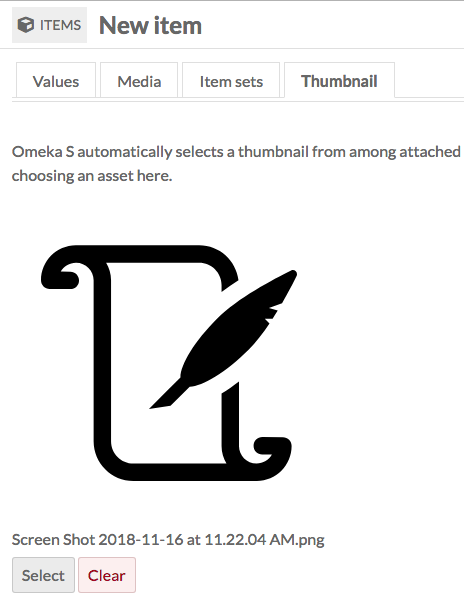 ITEMS New item
Values Media Item sets Thumbnail
Omeka S automatically selects a thumbnail from among attached
choosing an asset here.
Screen Shot 2018-11-16 at 11.22.04 AM.png
Select Clear